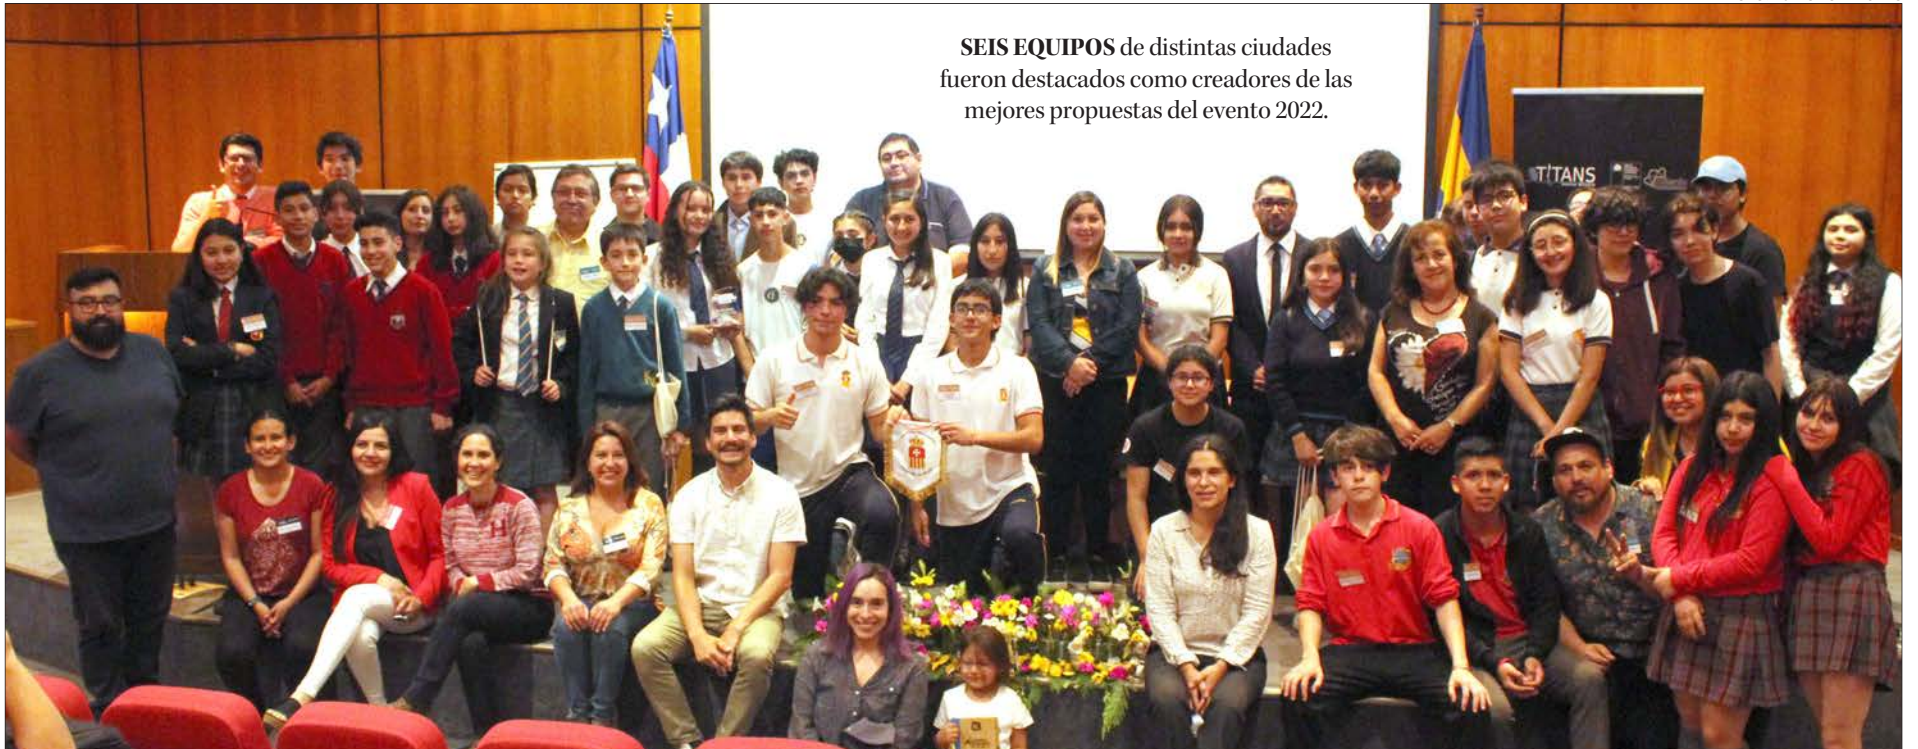 SEIS EQUIPOS de distintas ciudades
fueron destacados como creadores de las
mejores propuestas del evento 2022.
TITANS
H